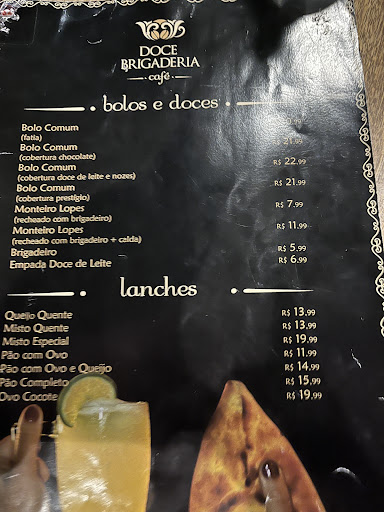 DOCE
BRIGADERIA
café
bolos e doces
Bolo Comum
(fatia)
,99
Bolo Comum R$ 21,99
(cobertura chocolate)
Bolo Comum R$ 22,99
(cobertura doce de leite e nozes)
Bolo Comum R$ 21,99
(cobertura prestígio)
Monteiro Lopes R$ 7,99
(recheado com brigadeiro)
Monteiro Lopes R$ 11,99
(recheado com brigadeiro + calda)
Brigadeiro R$ 5,99
Empada Doce de Leite R$ 6,99
lanches
Queijo Quente R$ 13,99
Misto Quente R$ 13,99
Misto Especial R$ 19,99
Pão com Ovo R$ 11,99
Pão com Ovo e Queijo R$ 14,99
Pão Completo R$ 15,99
Ovo Cocote R$ 19,99